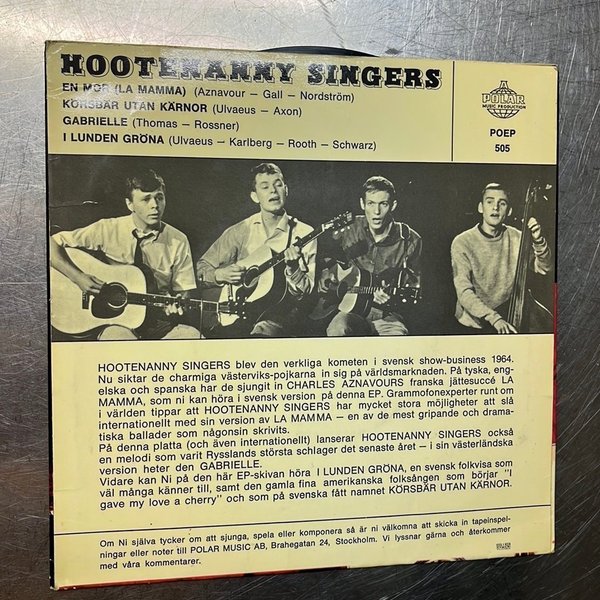 HOOTENANNY SINGERS
EN MOR (LA MAMMA) (Aznavour – Gall – Nordström)
KÖRSBÄR UTAN KÄRNOR (Ulvaeus – Axon)
GABRIELLE (Thomas – Rossner)
I LUNDEN GRÖNA (Ulvaeus – Karlberg – Rooth – Schwarz)
A
POLAR
MUSIC PRODUCTION
POEP
505
HOOTENANNY SINGERS blev den verkliga kometen i svensk show-business 1964.
Nu siktar de charmiga västerviks-pojkarna in sig på världsmarknaden. På tyska, eng-
elska och spanska har de sjungit in CHARLES AZNAVOURS franska jättesuccé LA
MAMMA, som ni kan höra i svensk version på denna EP. Grammofonexperter runt om
i världen tippar att HOOTENANNY SINGERS har mycket stora möjligheter att slå
internationellt med sin version av LA MAMMA – en av de mest gripande och drama-
tiska ballader som någonsin skrivits.
På denna platta (och även internationellt) lanserar HOOTENANNY SINGERS också
en melodi som varit Rysslands största schlager det senaste året – i sin västerländska
version heter den GABRIELLE.
Vidare kan Ni på den här EP-skivan höra I LUNDEN GRÖNA, en svensk folkvisa som
väl många känner till, samt den gamla fina amerikanska folksången som börjar "I
gave my love a cherry" och som på svenska fått namnet KÖRSBÄR UTAN KÄRNOR.
Om Ni själva tycker om att sjunga, spela eller komponera så är ni välkomna att skicka in tapeinspel-
ningar eller noter till POLAR MUSIC AB, Brahegatan 24, Stockholm. Vi lyssnar gärna och återkommer
med våra kommentarer.